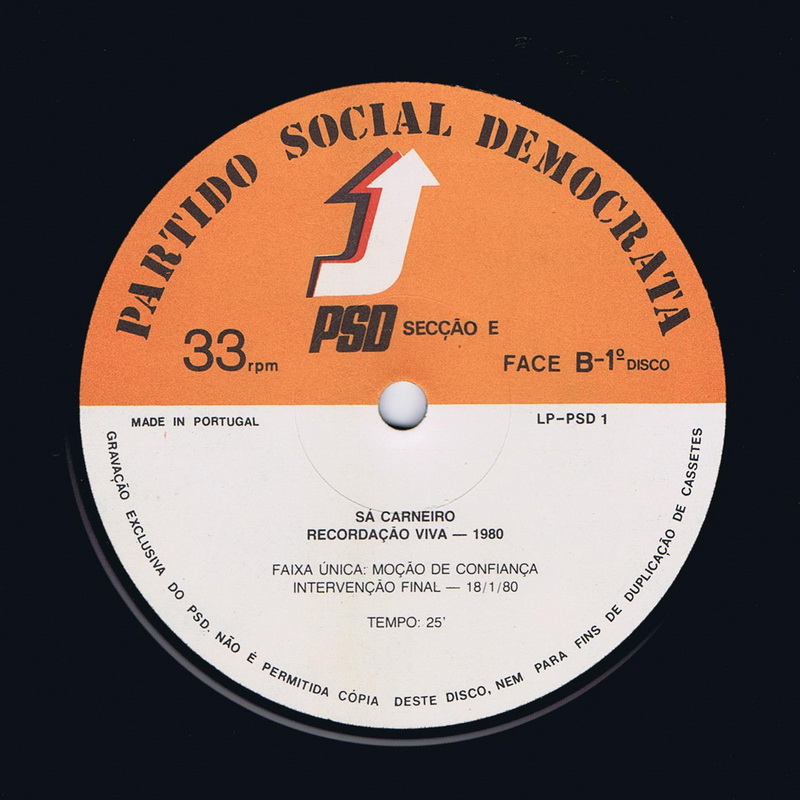 PARTIDO SOCIAL DEMOCRATA
PSD SECÇÃO E
33 rpm
FACE B-1º DISCO
MADE IN PORTUGAL
LP-PSD 1
SÁ CARNEIRO
RECORDAÇÃO VIVA — 1980
FAIXA ÚNICA: MOÇÃO DE CONFIANÇA
INTERVENÇÃO FINAL — 18/1/80
TEMPO: 25'
GRAVAÇÃO EXCLUSIVA DO PSD. NÃO É PERMITIDA CÓPIA DESTE DISCO, NEM PARA FINS DE DUPLICAÇÃO DE CASSETES